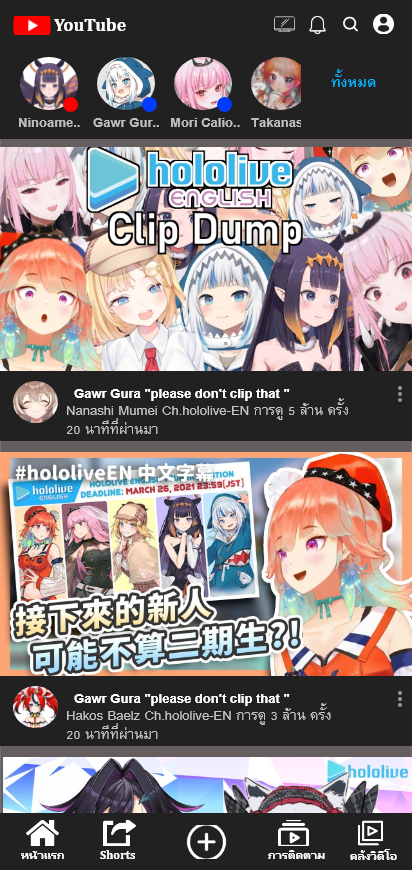 YouTube
Ninoame..
Gawr Gur..
Mori Calio..
Takanas
ทั้งหมด
hololive
ENGLISH
Clip Dump
Gawr Gura "please don't clip that "
Nanashi Mumei Ch.hololive-EN การดู 5 ล้าน ครั้ง
20 นาทีที่ผ่านมา
#hololiveEN 中文字幕
hololive
ENGLISH
DEADLINE: MARCH 26, 2021 23:59(JST)
接下來的新人
可能不算二期生?!
Gawr Gura "please don't clip that "
Hakos Baelz Ch.hololive-EN การดู 3 ล้าน ครั้ง
20 นาทีที่ผ่านมา
hololive
หน้าแรก
Shorts
การติดตาม
คลังวิดีโอ